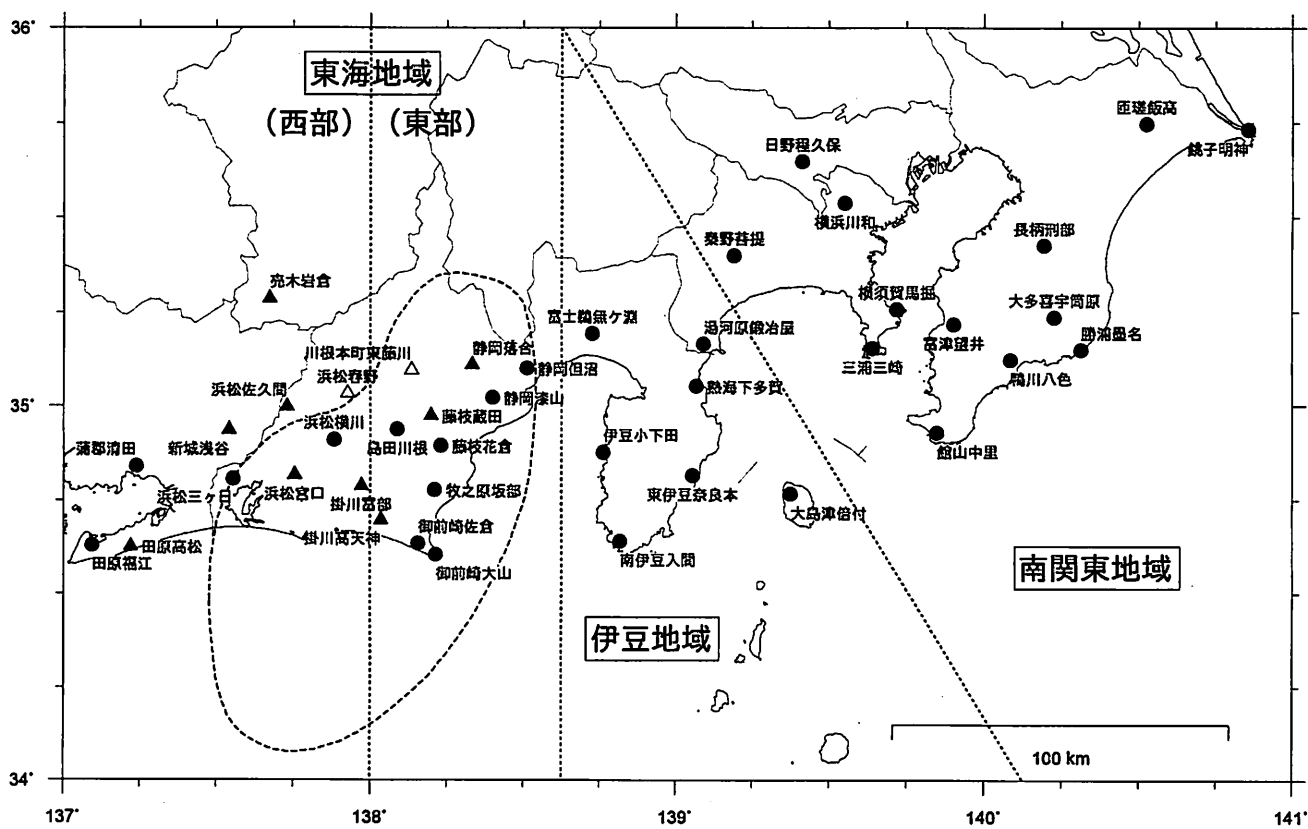 36°
東海地域
(西部) (東部)
匝瑳飯高
銚子明神
日野程久保
横浜川和
長柄刑部
秦野菩提
売木岩倉
横須賀馬堀
大多喜宇筒原
勝浦墨名
富津望井
富士鵜無ケ淵
湯河原鍛冶屋
川根本町東藤川
静岡落合
三浦三崎
鴨川八色
浜松春野
静岡但沼
浜松佐久間
熱海下多賀
静岡漆山
35°
浜松横川
藤枝蔵田
伊豆小下田
蒲郡清田
新城浅谷
島田川根
藤枝花倉
館山中里
浜松三ヶ日
浜松宮口
掛川富部
牧之原坂部
東伊豆奈良本
大島津倍付
掛川高天神
御前崎佐倉
田原高松
田原福江
御前崎大山
南伊豆入間
南関東地域
伊豆地域
100 km
34°
137°
138°
139°
140°
141°